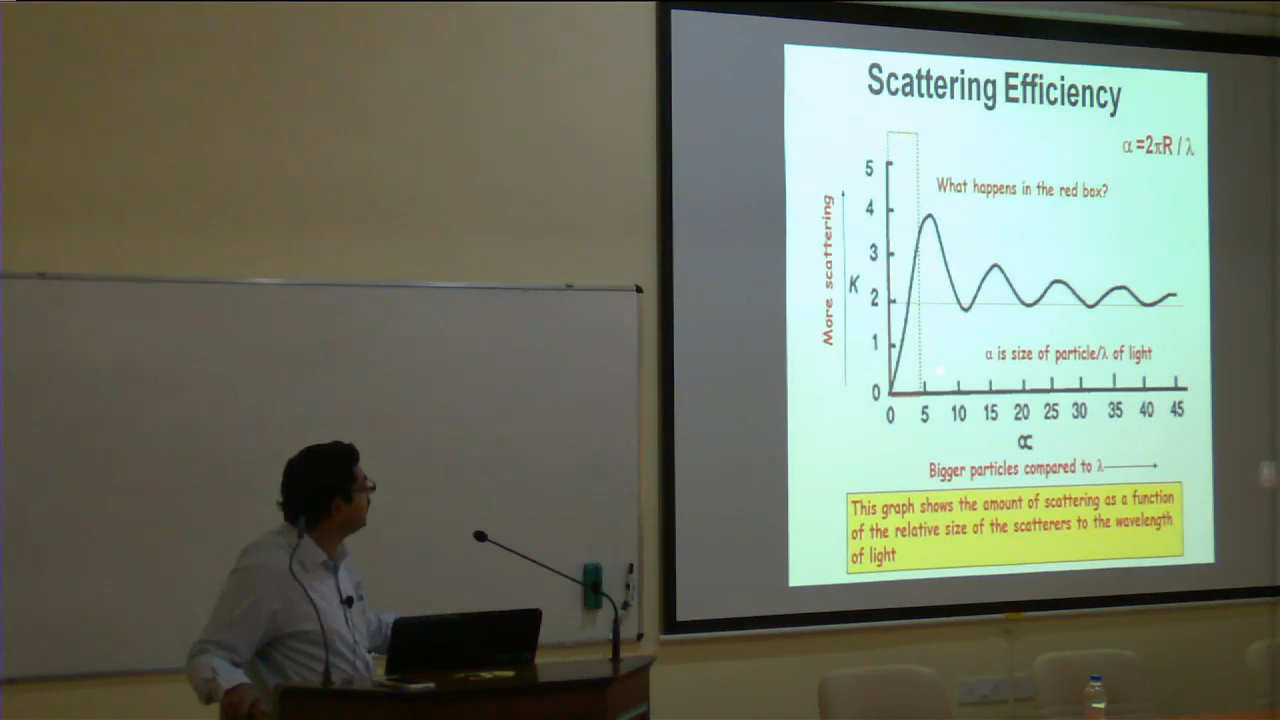 Scattering Efficiency
α =2πR / λ
What happens in the red box?
More scattering
K
5
4
3
2
1
0
α is size of particle/λ of light
0 5 10 15 20 25 30 35 40 45
α
Bigger particles compared to λ
This graph shows the amount of scattering as a function
of the relative size of the scatterers to the wavelength
of light